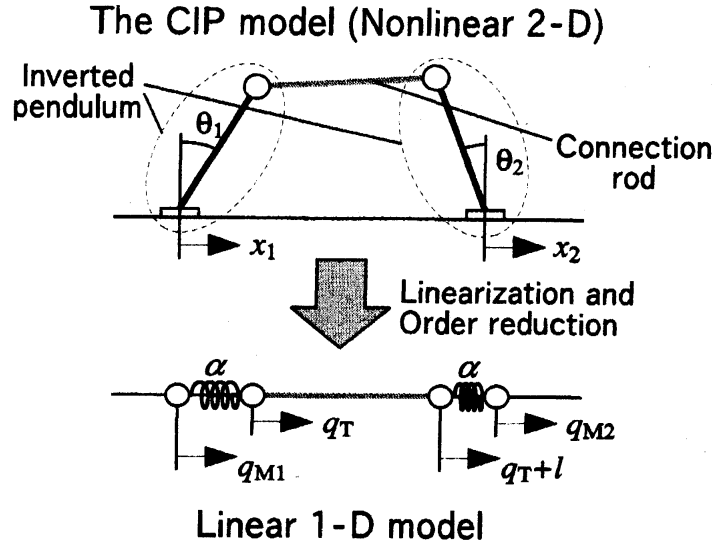 The CIP model (Nonlinear 2-D)
Inverted
pendulum
θ1
θ2
Connection
rod
x1
x2
Linearization and
Order reduction
α
α
qT
qM2
qM1
qT+l
Linear 1-D model